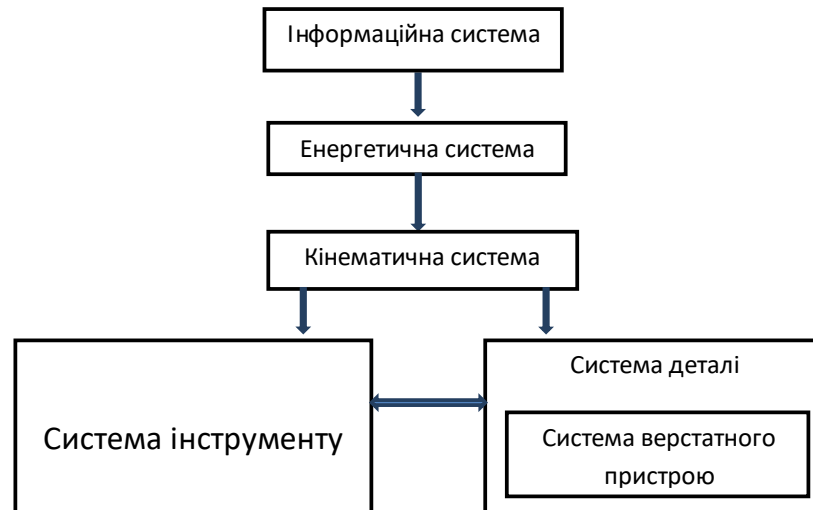 Інформаційна система
Енергетична система
Кінематична система
Система інструменту
Система деталі
Система верстатного
пристрою